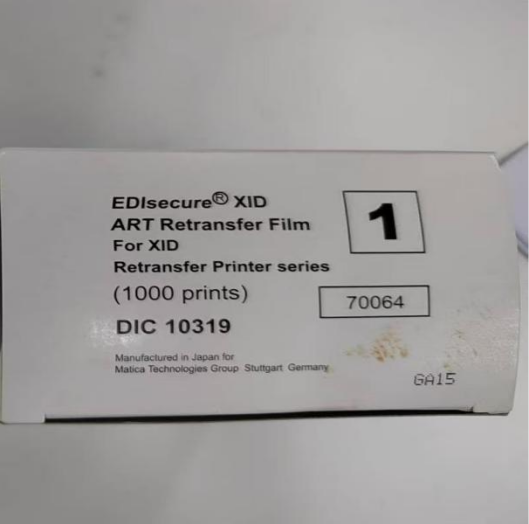 EDIsecure® XID
ART Retransfer Film
For XID
Retransfer Printer series
(1000 prints)
DIC 10319
1
70064
Manufactured in Japan for
Matica Technologies Group Stuttgart Germany
GA15